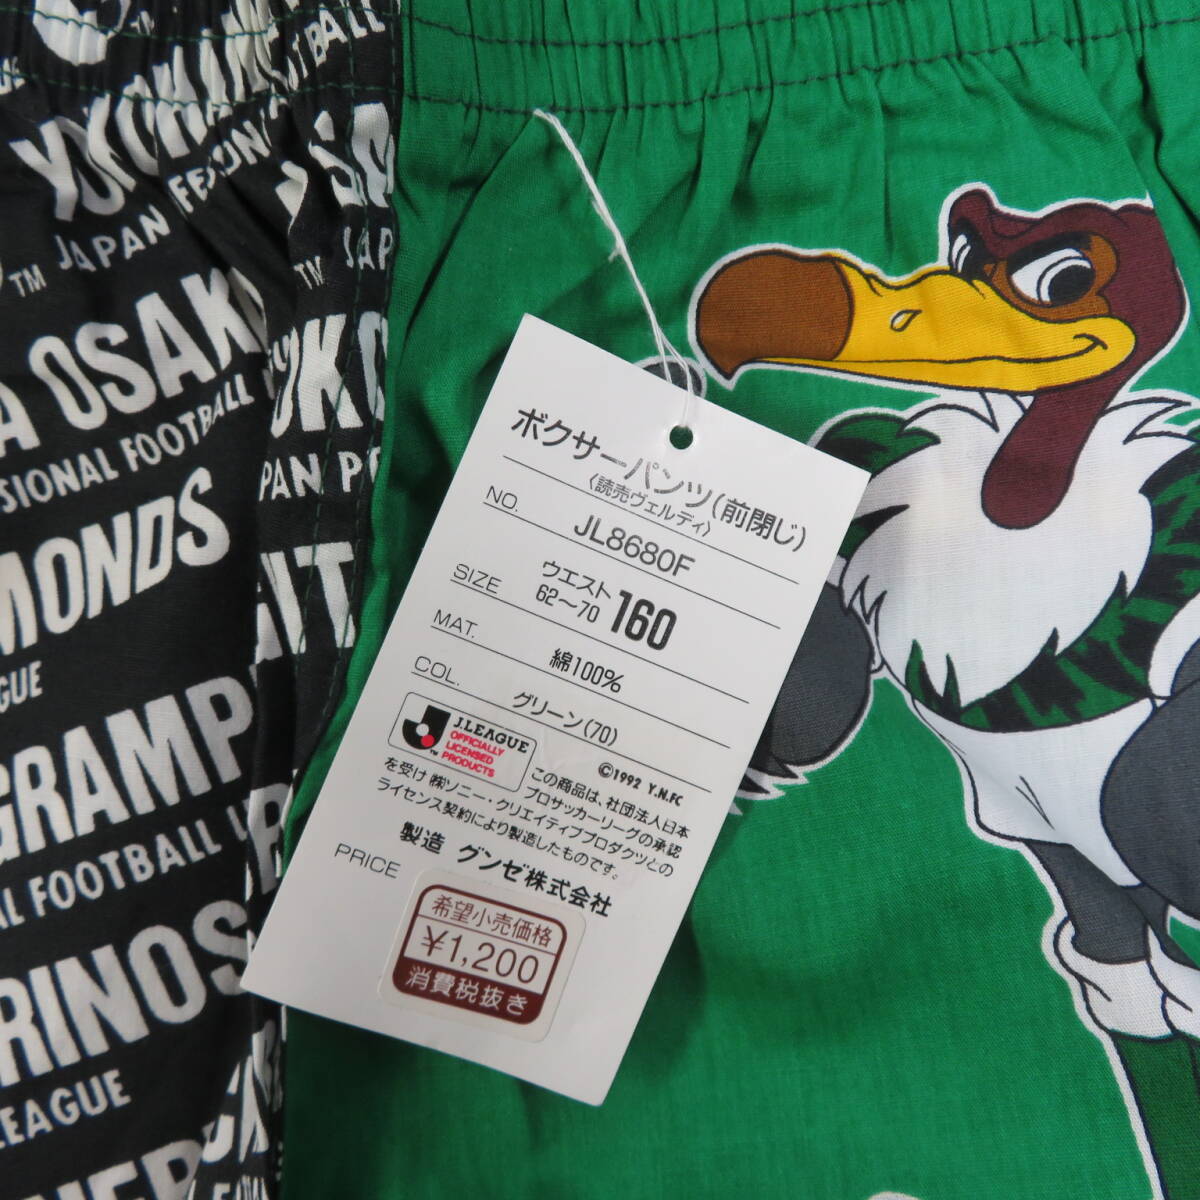 ボクサーパンツ(前閉じ)
〈読売ヴェルディ〉
NO. JL8680F
SIZE ウエスト 62〜70 160
MAT. 綿100%
COL. グリーン(70)
J.LEAGUE
OFFICIALLY
LICENSED
PRODUCTS
TM
©1992 Y.N.FC
この商品は、社団法人日本
プロサッカーリーグの承認
を受け(株)ソニー・クリエイティブプロダクツとの
ライセンス契約により製造したものです。
製造 グンゼ株式会社
PRICE
希望小売価格
¥1,200
消費税抜き
TM
JAPAN
TM
A OSAK
SIONAL FOOTBALL
PAN
MONDS
GUE
GRAMP
AL FOOTBALL
RINOS
LEAGUE